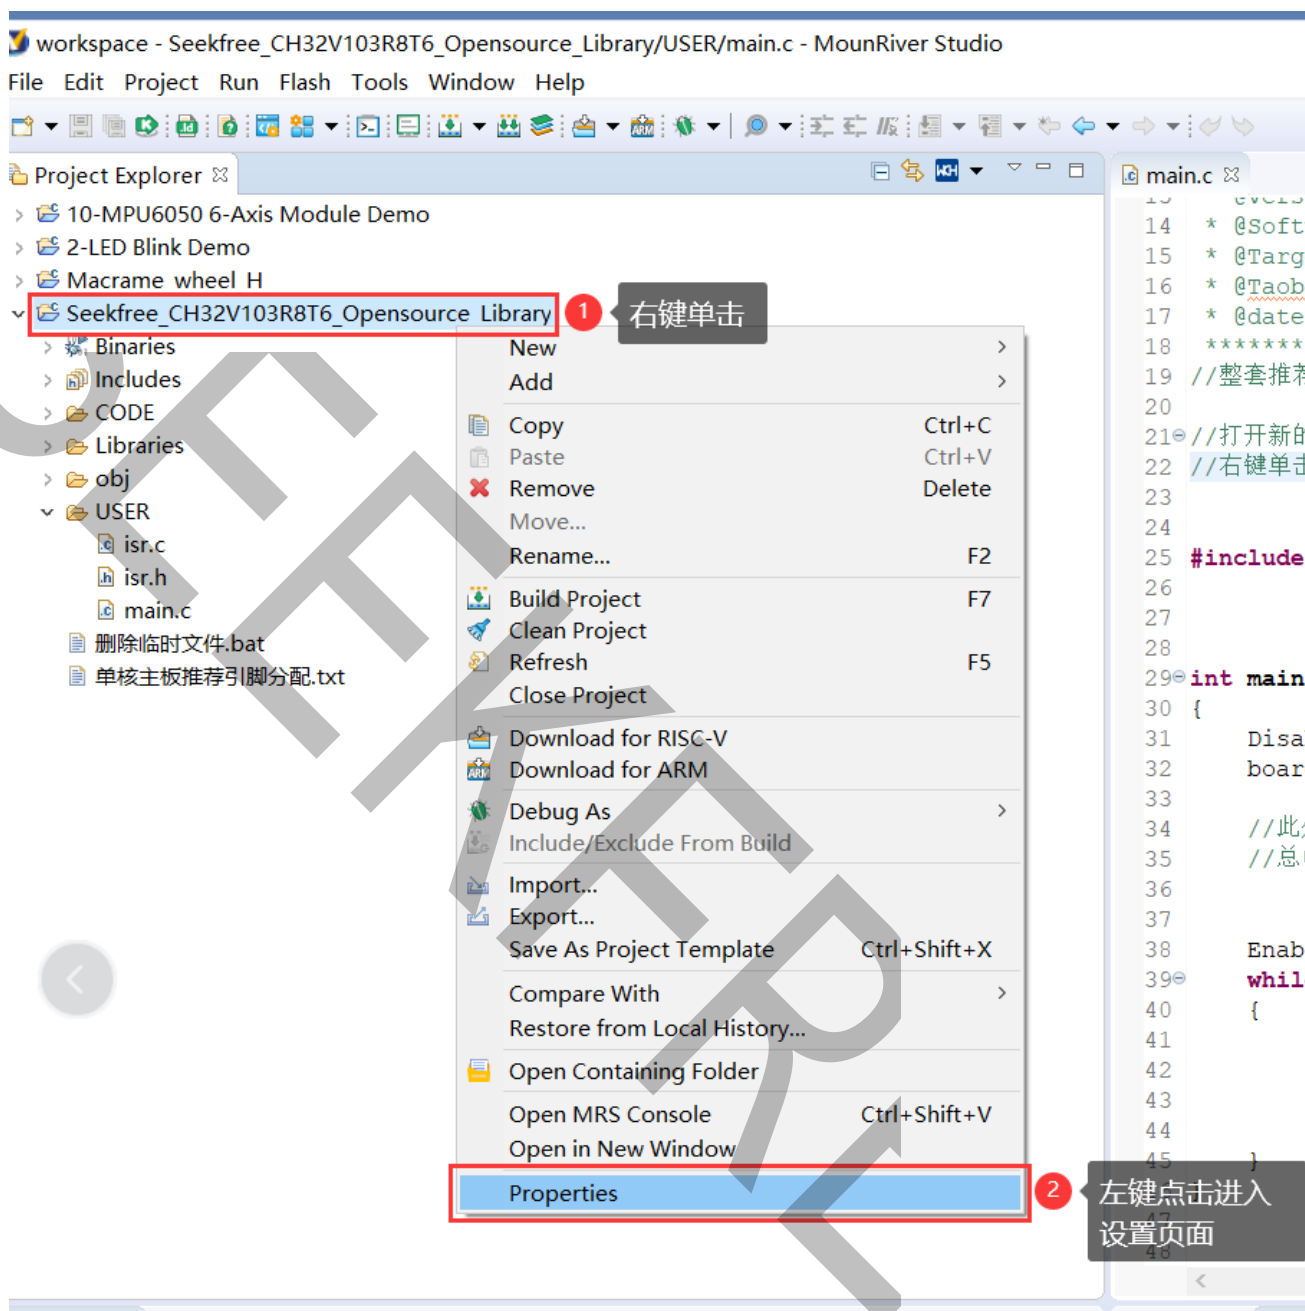 workspace - Seekfree_CH32V103R8T6_Opensource_Library/USER/main.c - MounRiver Studio
File Edit Project Run Flash Tools Window Help
Project Explorer
10-MPU6050 6-Axis Module Demo
2-LED Blink Demo
Macrame_wheel_H
Seekfree_CH32V103R8T6_Opensource_Library
1 右键单击
Binaries
Includes
CODE
Libraries
obj
USER
isr.c
isr.h
main.c
删除临时文件.bat
单核主板推荐引脚分配.txt
New
Add
Copy Ctrl+C
Paste Ctrl+V
Remove Delete
Move...
Rename... F2
Build Project F7
Clean Project
Refresh F5
Close Project
Download for RISC-V
Download for ARM
Debug As
Include/Exclude From Build
Import...
Export...
Save As Project Template Ctrl+Shift+X
Compare With
Restore from Local History...
Open Containing Folder
Open MRS Console Ctrl+Shift+V
Open in New Window
Properties
2 左键点击进入
设置页面
main.c
14 * @Soft
15 * @Targ
16 * @Taob
17 * @date
18 ********
19 //整套推荐
20
21 //打开新的
22 //右键单击
23
24
25 #include
26
27
28
29 int main
30 {
31 Disa
32 boar
33
34 //此
35 //总
36
37
38 Enab
39 whil
40 {
41
42
43
44
45 }
48
SEEKFREE